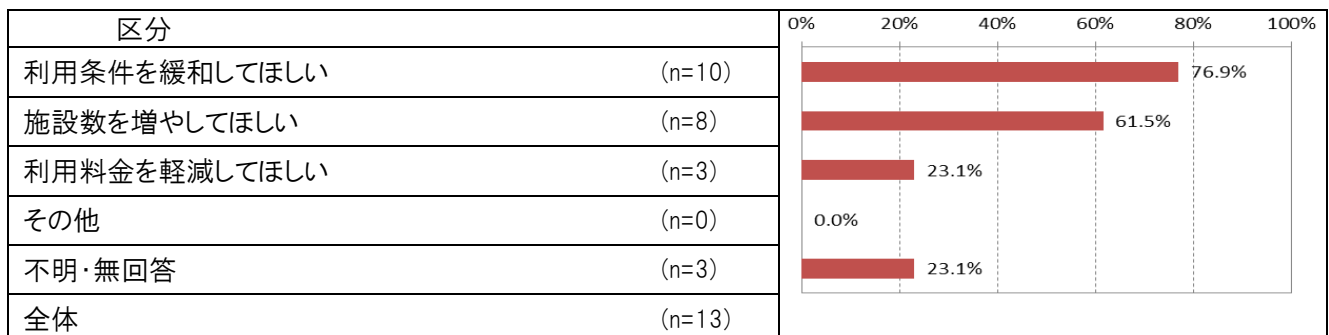 区分
0% 20% 40% 60% 80% 100%
利用条件を緩和してほしい (n=10) 76.9%
施設数を増やしてほしい (n=8) 61.5%
利用料金を軽減してほしい (n=3) 23.1%
その他 (n=0) 0.0%
不明・無回答 (n=3) 23.1%
全体 (n=13)